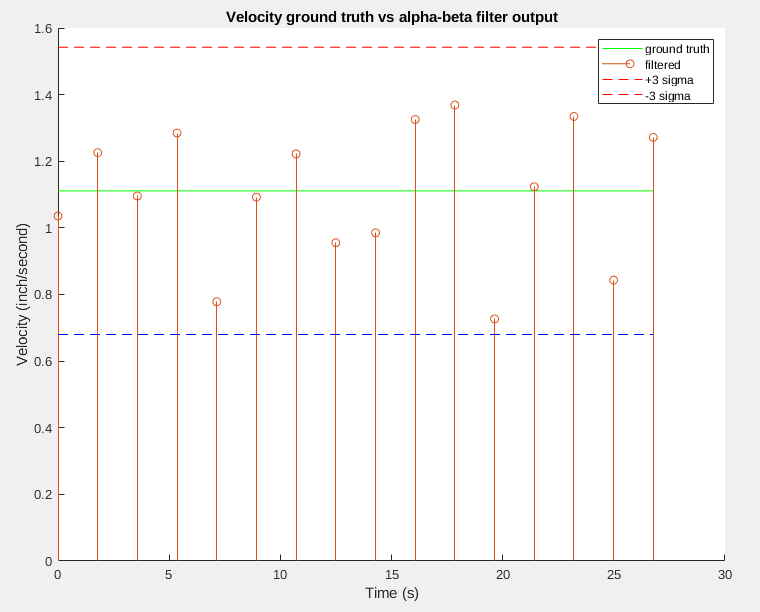 Velocity ground truth vs alpha-beta filter output
ground truth
filtered
+3 sigma
-3 sigma
1.6
1.4
1.2
1
0.8
0.6
0.4
0.2
0
Velocity (inch/second)
0 5 10 15 20 25 30
Time (s)